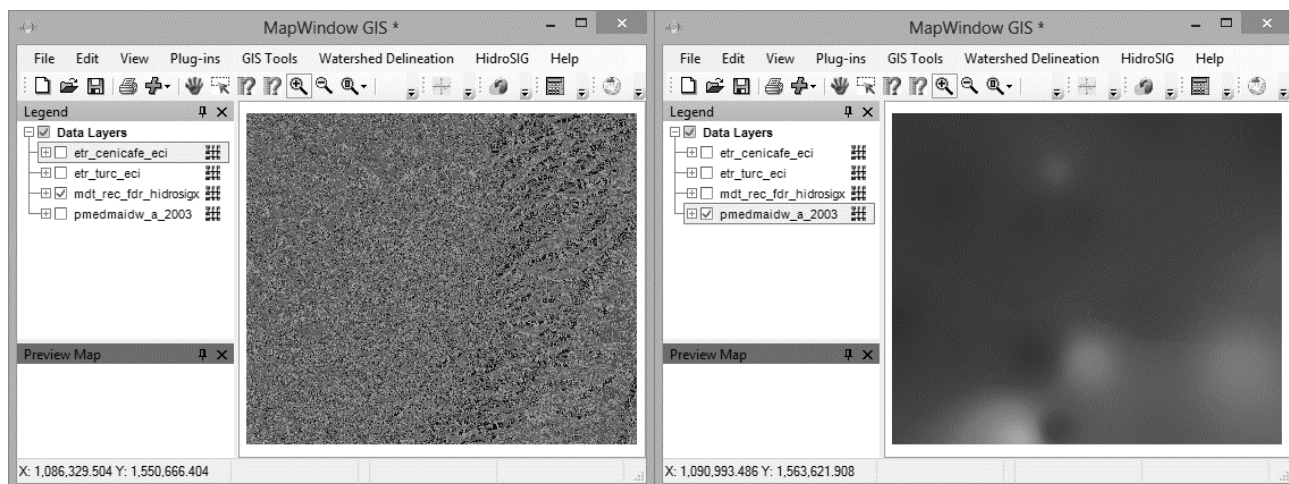 MapWindow GIS *
File Edit View Plug-ins GIS Tools Watershed Delineation HidroSIG Help
Legend
Data Layers
etr_cenicafe_eci
etr_turc_eci
mdt_rec_fdr_hidrosigx
pmedmaidw_a_2003
Preview Map
X: 1,086,329.504 Y: 1,550,666.404
MapWindow GIS *
File Edit View Plug-ins GIS Tools Watershed Delineation HidroSIG Help
Legend
Data Layers
etr_cenicafe_eci
etr_turc_eci
mdt_rec_fdr_hidrosigx
pmedmaidw_a_2003
Preview Map
X: 1,090,993.486 Y: 1,563,621.908